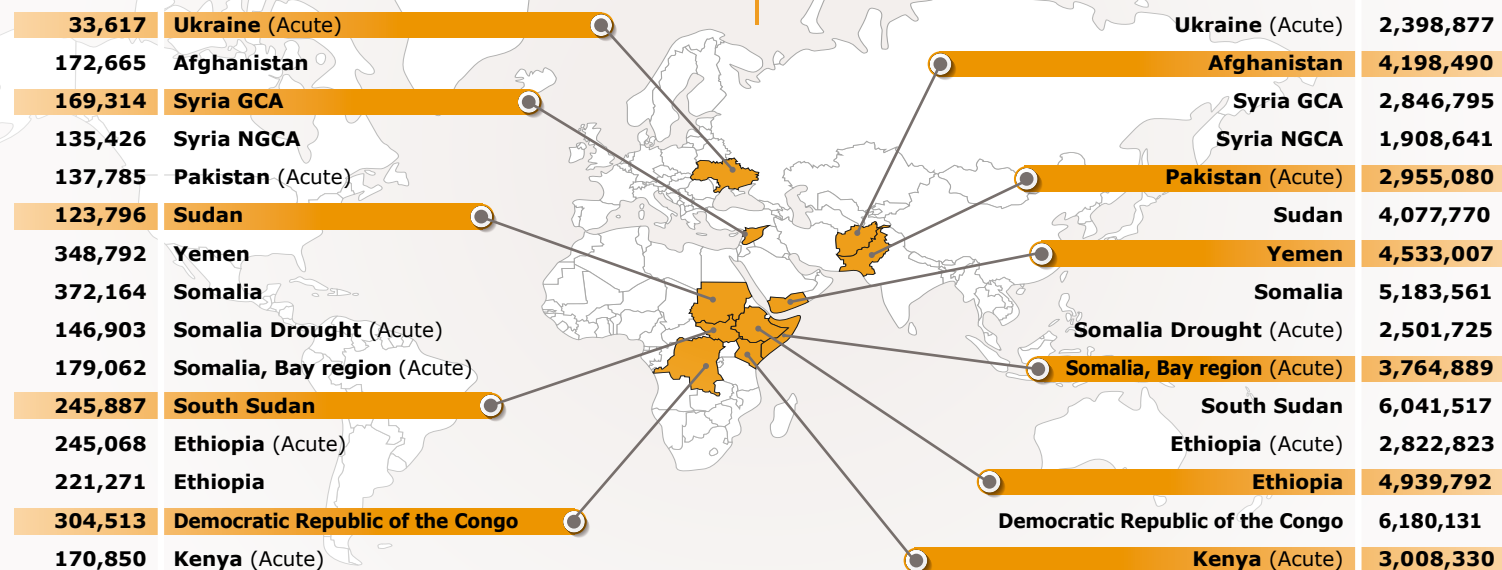 33,617 Ukraine (Acute)
172,665 Afghanistan
169,314 Syria GCA
135,426 Syria NGCA
137,785 Pakistan (Acute)
123,796 Sudan
348,792 Yemen
372,164 Somalia
146,903 Somalia Drought (Acute)
179,062 Somalia, Bay region (Acute)
245,887 South Sudan
245,068 Ethiopia (Acute)
221,271 Ethiopia
304,513 Democratic Republic of the Congo
170,850 Kenya (Acute)
Ukraine (Acute) 2,398,877
Afghanistan 4,198,490
Syria GCA 2,846,795
Syria NGCA 1,908,641
Pakistan (Acute) 2,955,080
Sudan 4,077,770
Yemen 4,533,007
Somalia 5,183,561
Somalia Drought (Acute) 2,501,725
Somalia, Bay region (Acute) 3,764,889
South Sudan 6,041,517
Ethiopia (Acute) 2,822,823
Ethiopia 4,939,792
Democratic Republic of the Congo 6,180,131
Kenya (Acute) 3,008,330